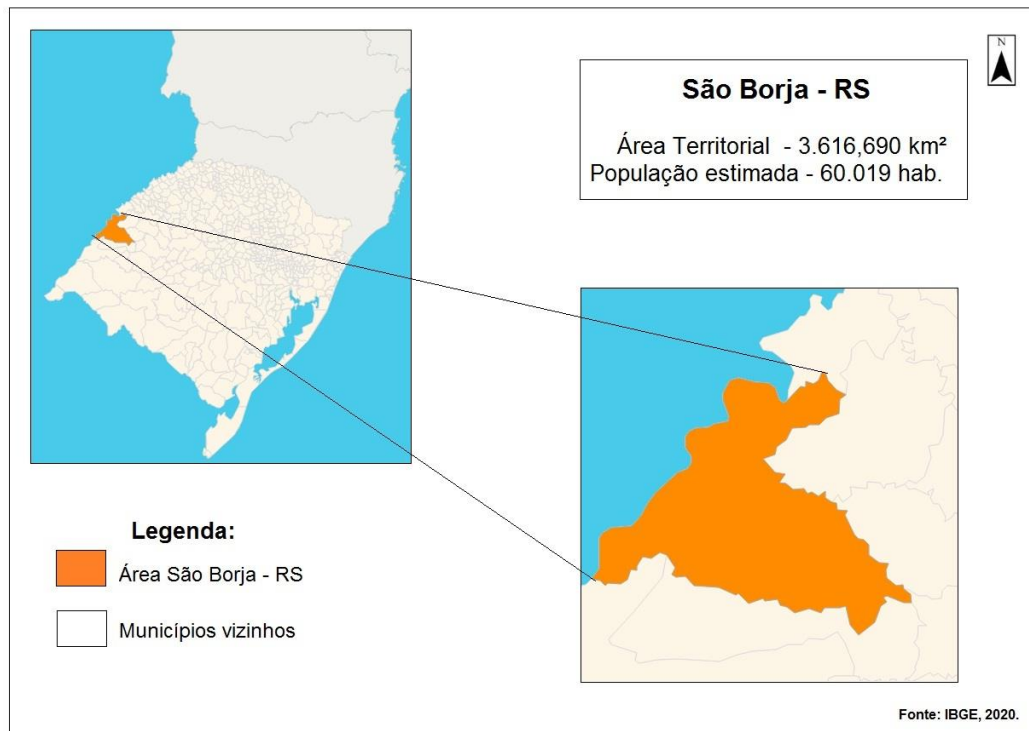 N
São Borja - RS
Área Territorial - 3.616,690 km²
População estimada - 60.019 hab.
Legenda:
Área São Borja - RS
Municípios vizinhos
Fonte: IBGE, 2020.